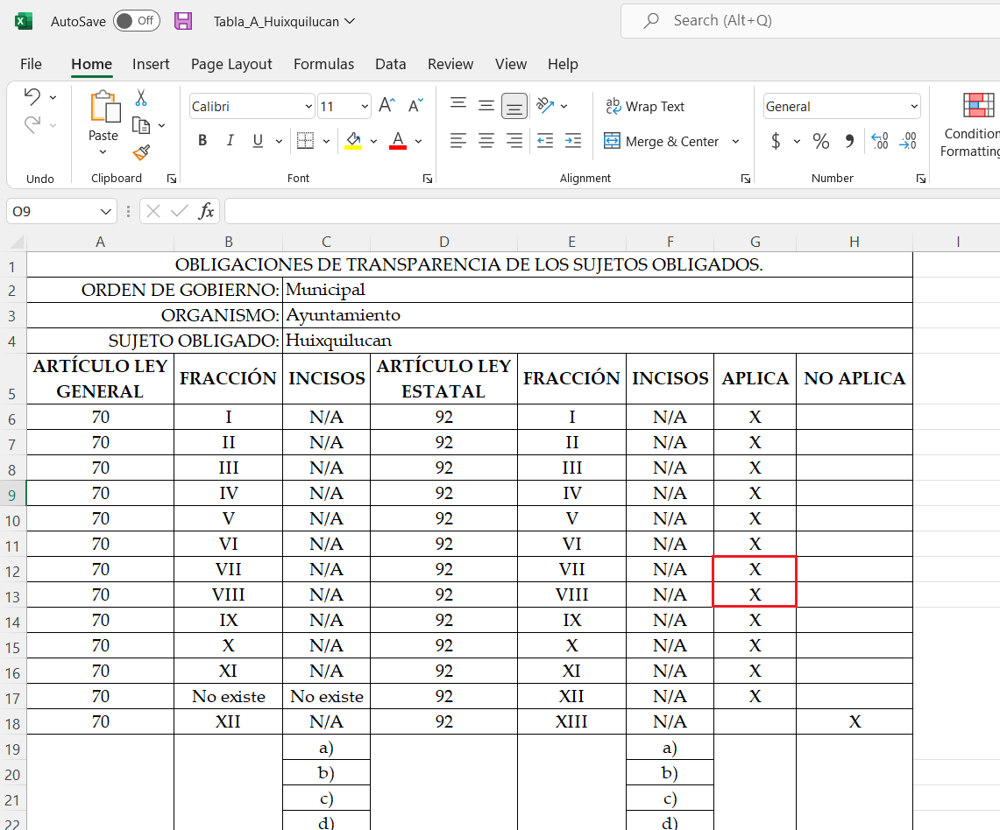 AutoSave Off Tabla_A_Huixquilucan Search (Alt+Q)
File Home Insert Page Layout Formulas Data Review View Help
Calibri 11 Wrap Text General
Paste B I U Merge & Center $ % Condition
Formatting
Undo Clipboard Font Alignment Number
O9 fx
A B C D E F G H I
1 OBLIGACIONES DE TRANSPARENCIA DE LOS SUJETOS OBLIGADOS.
2 ORDEN DE GOBIERNO: Municipal
3 ORGANISMO: Ayuntamiento
4 SUJETO OBLIGADO: Huixquilucan
5 ARTÍCULO LEY GENERAL FRACCIÓN INCISOS ARTÍCULO LEY ESTATAL FRACCIÓN INCISOS APLICA NO APLICA
6 70 I N/A 92 I N/A X
7 70 II N/A 92 II N/A X
8 70 III N/A 92 III N/A X
9 70 IV N/A 92 IV N/A X
10 70 V N/A 92 V N/A X
11 70 VI N/A 92 VI N/A X
12 70 VII N/A 92 VII N/A X
13 70 VIII N/A 92 VIII N/A X
14 70 IX N/A 92 IX N/A X
15 70 X N/A 92 X N/A X
16 70 XI N/A 92 XI N/A X
17 70 No existe No existe 92 XII N/A X
18 70 XII N/A 92 XIII N/A X
19 a) a)
20 b) b)
21 c) c)
22 d) d)